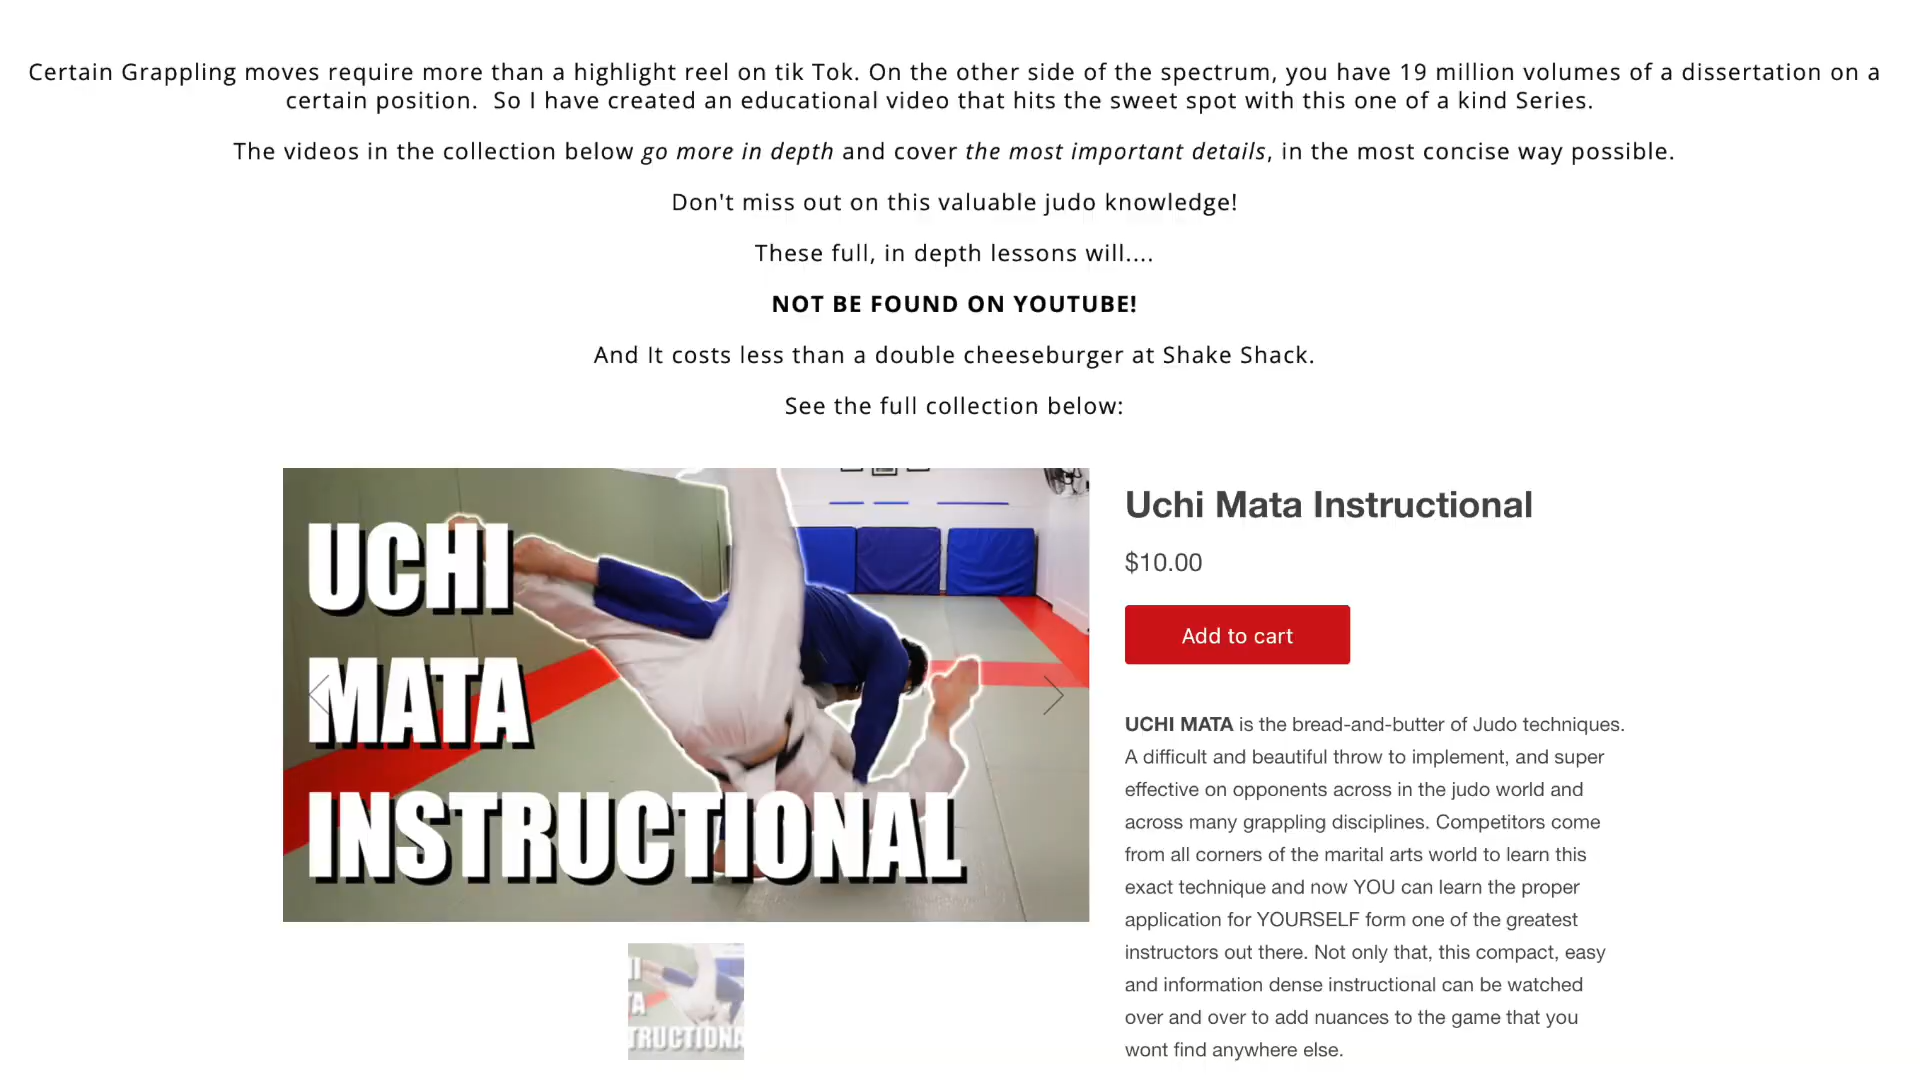 Certain Grappling moves require more than a highlight reel on tik Tok. On the other side of the spectrum, you have 19 million volumes of a dissertation on a
certain position.  So I have created an educational video that hits the sweet spot with this one of a kind Series.
The videos in the collection below go more in depth and cover the most important details, in the most concise way possible.
Don't miss out on this valuable judo knowledge!
These full, in depth lessons will....
NOT BE FOUND ON YOUTUBE!
And It costs less than a double cheeseburger at Shake Shack.
See the full collection below:
UCHI
MATA
INSTRUCTIONAL
Uchi Mata Instructional
$10.00
Add to cart
UCHI MATA is the bread-and-butter of Judo techniques.
A difficult and beautiful throw to implement, and super
effective on opponents across in the judo world and
across many grappling disciplines. Competitors come
from all corners of the marital arts world to learn this
exact technique and now YOU can learn the proper
application for YOURSELF form one of the greatest
instructors out there. Not only that, this compact, easy
and information dense instructional can be watched
over and over to add nuances to the game that you
wont find anywhere else.
II
TA
TRUCTIONA